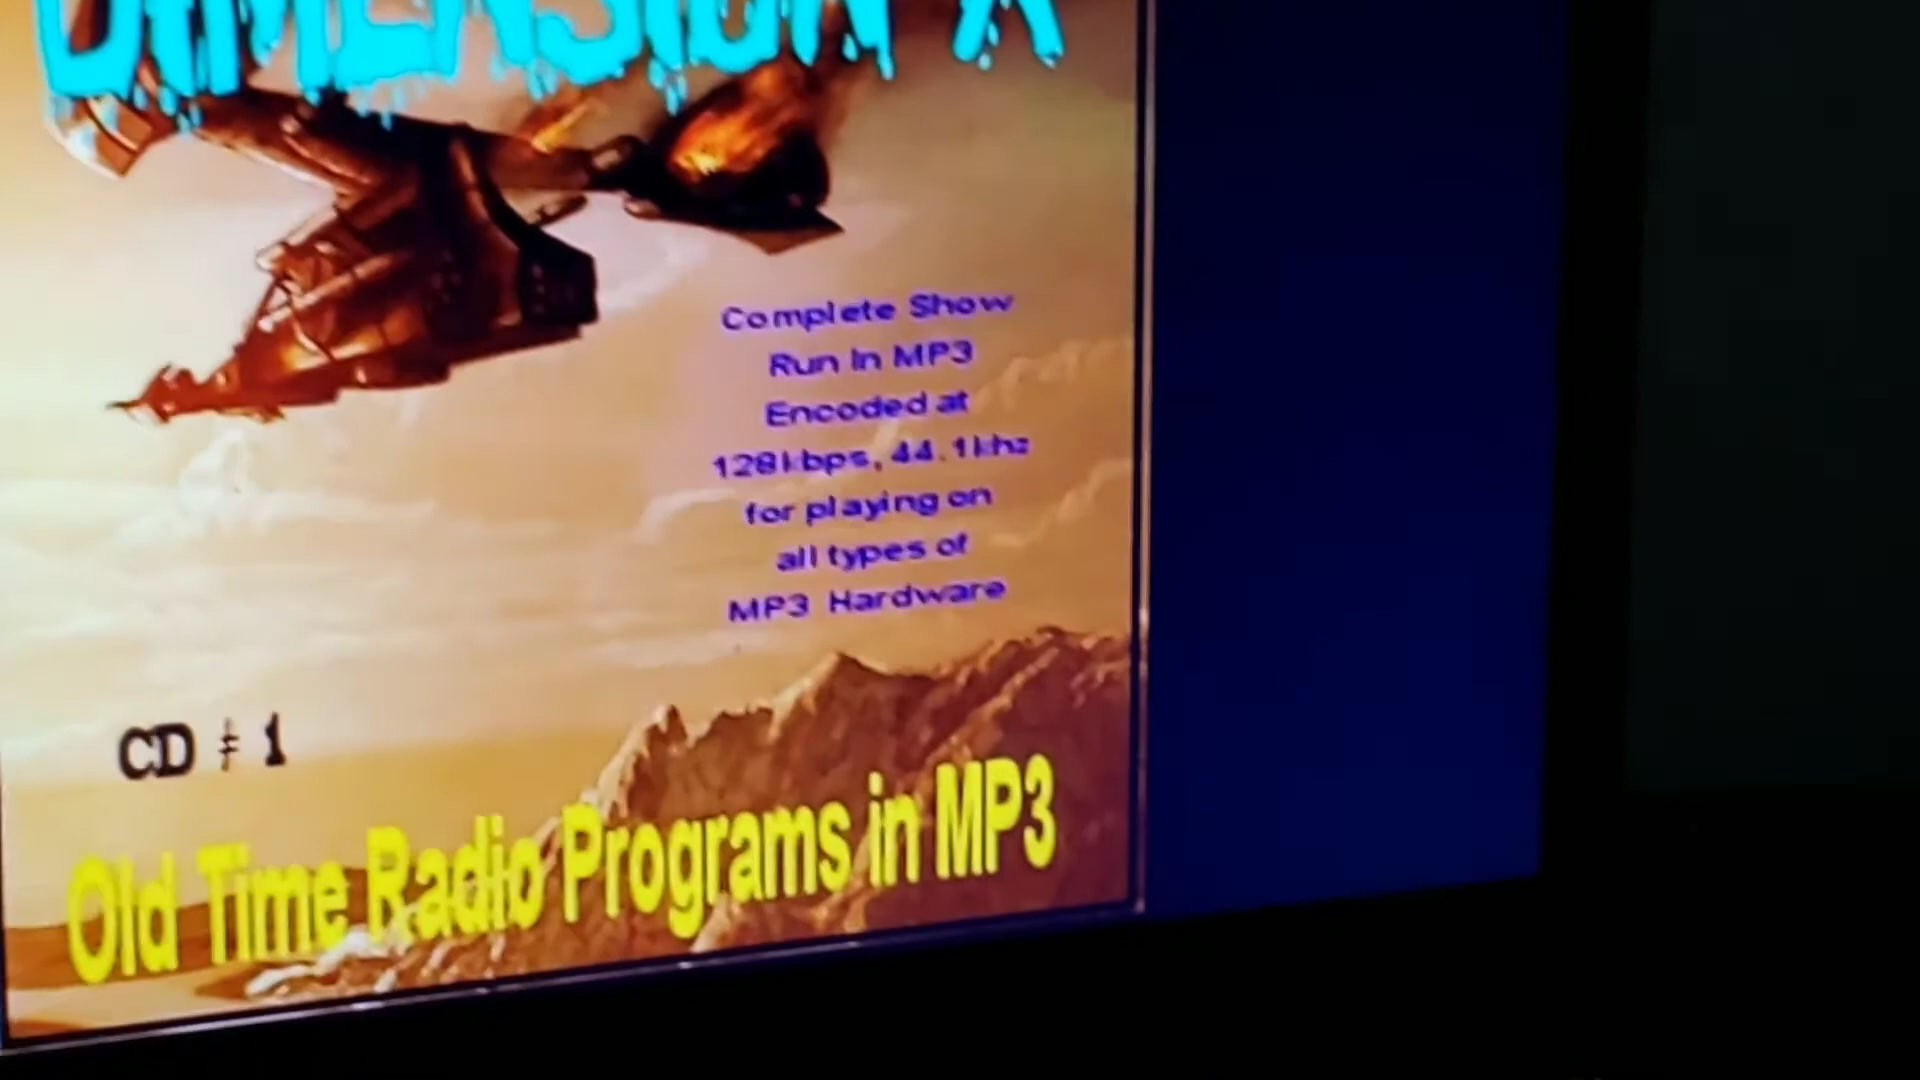 DIMENSION X
Complete Show
Run in MP3
Encoded at
128kbps, 44.1khz
for playing on
all types of
MP3 Hardware
CD # 1
Old Time Radio Programs in MP3